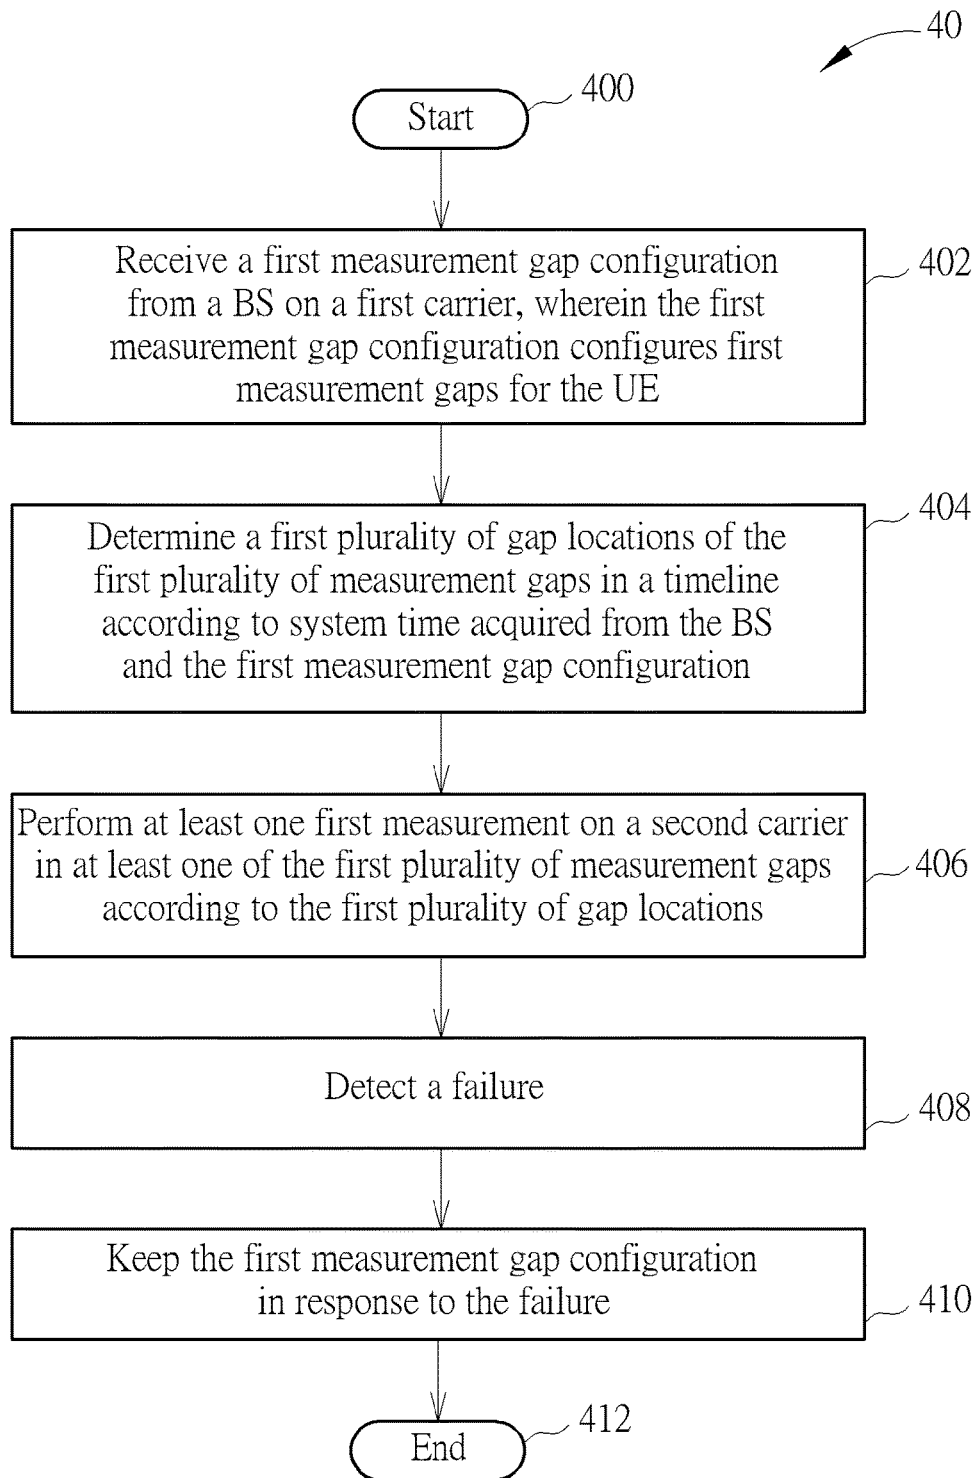 40
Start
400
Receive a first measurement gap configuration
from a BS on a first carrier, wherein the first
measurement gap configuration configures first
measurement gaps for the UE
402
Determine a first plurality of gap locations of the
first plurality of measurement gaps in a timeline
according to system time acquired from the BS
and the first measurement gap configuration
404
Perform at least one first measurement on a second carrier
in at least one of the first plurality of measurement gaps
according to the first plurality of gap locations
406
Detect a failure
408
Keep the first measurement gap configuration
in response to the failure
410
End
412